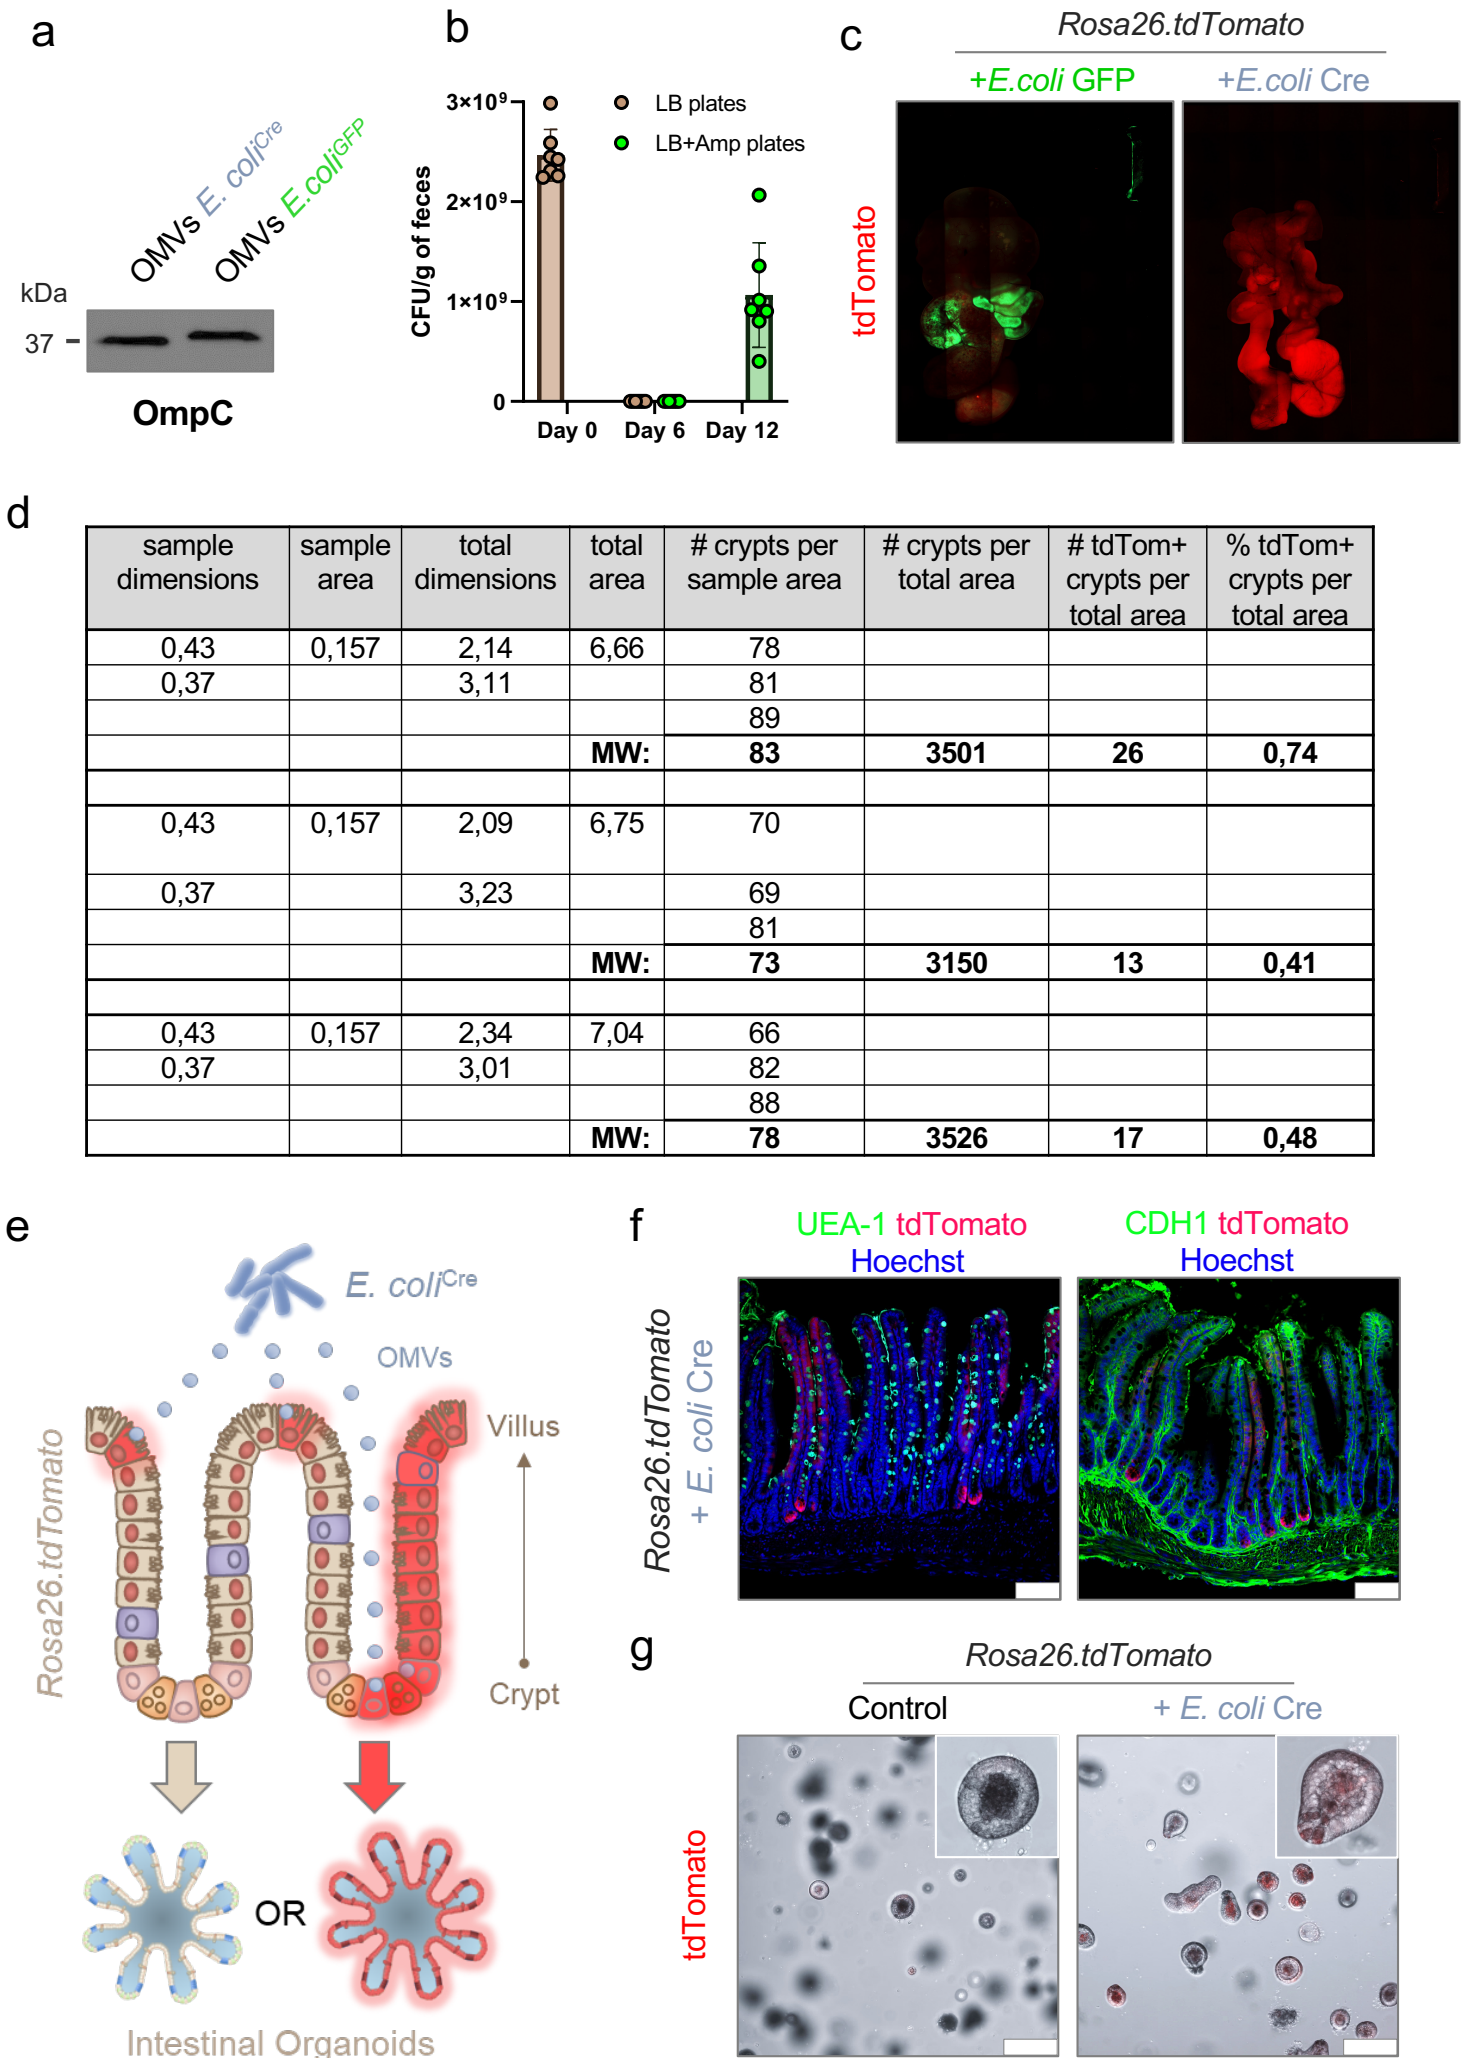 a
OMVs E. coliCre
OMVs E.coliGFP
kDa
37
OmpC
b
3×10⁹
2×10⁹
1×10⁹
0
CFU/g of feces
LB plates
LB+Amp plates
Day 0 Day 6 Day 12
c
Rosa26.tdTomato
+E.coli GFP +E.coli Cre
tdTomato
d
sample dimensions sample area total dimensions total area # crypts per sample area # crypts per total area # tdTom+ crypts per total area % tdTom+ crypts per total area
0,43 0,157 2,14 6,66 78
0,37 3,11 81
89
MW: 83 3501 26 0,74
0,43 0,157 2,09 6,75 70
0,37 3,23 69
81
MW: 73 3150 13 0,41
0,43 0,157 2,34 7,04 66
0,37 3,01 82
88
MW: 78 3526 17 0,48
e
E. coliCre
OMVs
Rosa26.tdTomato
Villus
Crypt
OR
Intestinal Organoids
f
UEA-1 tdTomato
Hoechst
CDH1 tdTomato
Hoechst
Rosa26.tdTomato
+ E. coli Cre
g
Rosa26.tdTomato
Control + E. coli Cre
tdTomato